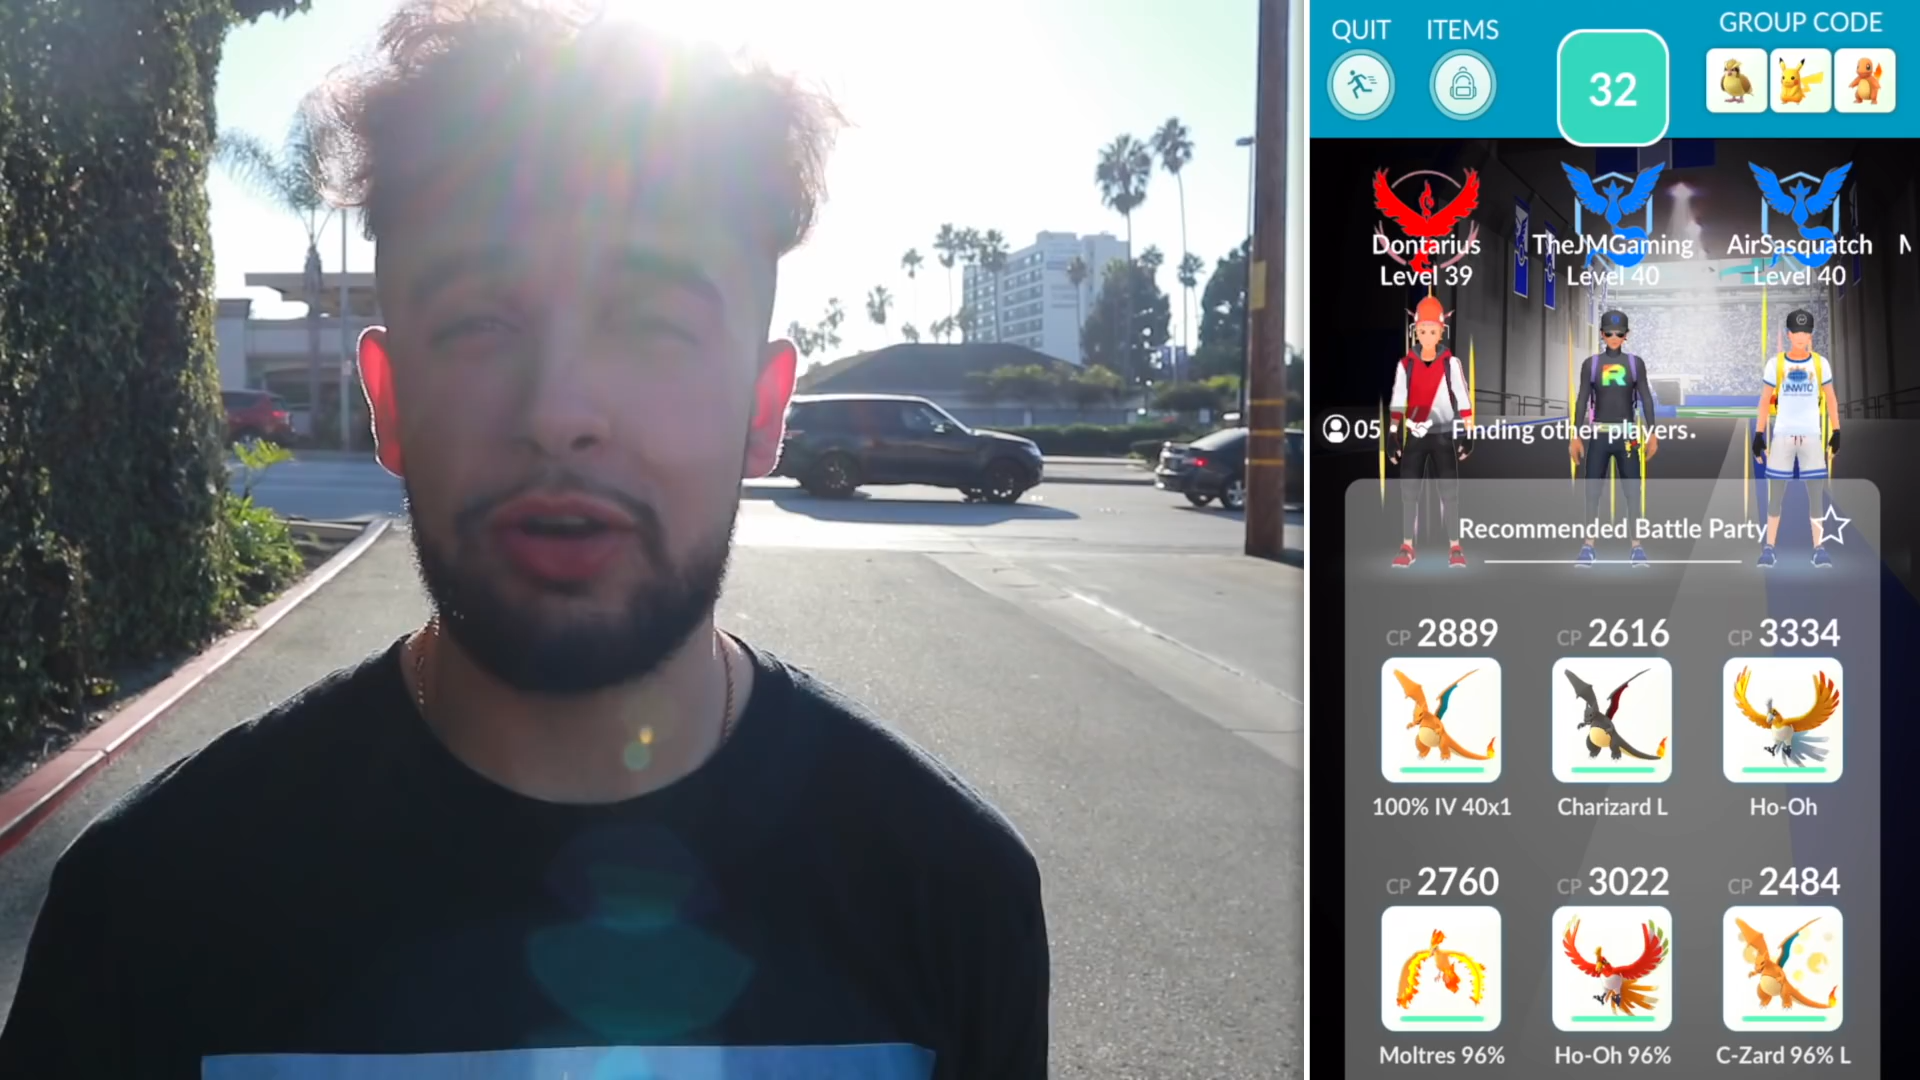 QUIT
ITEMS
32
GROUP CODE
Dontarius
Level 39
TheJMGaming
Level 40
AirSasquatch
Level 40
05
Finding other players.
R
Recommended Battle Party
CP 2889
CP 2616
CP 3334
100% IV 40x1
Charizard L
Ho-Oh
CP 2760
CP 3022
CP 2484
Moltres 96%
Ho-Oh 96%
C-Zard 96% L